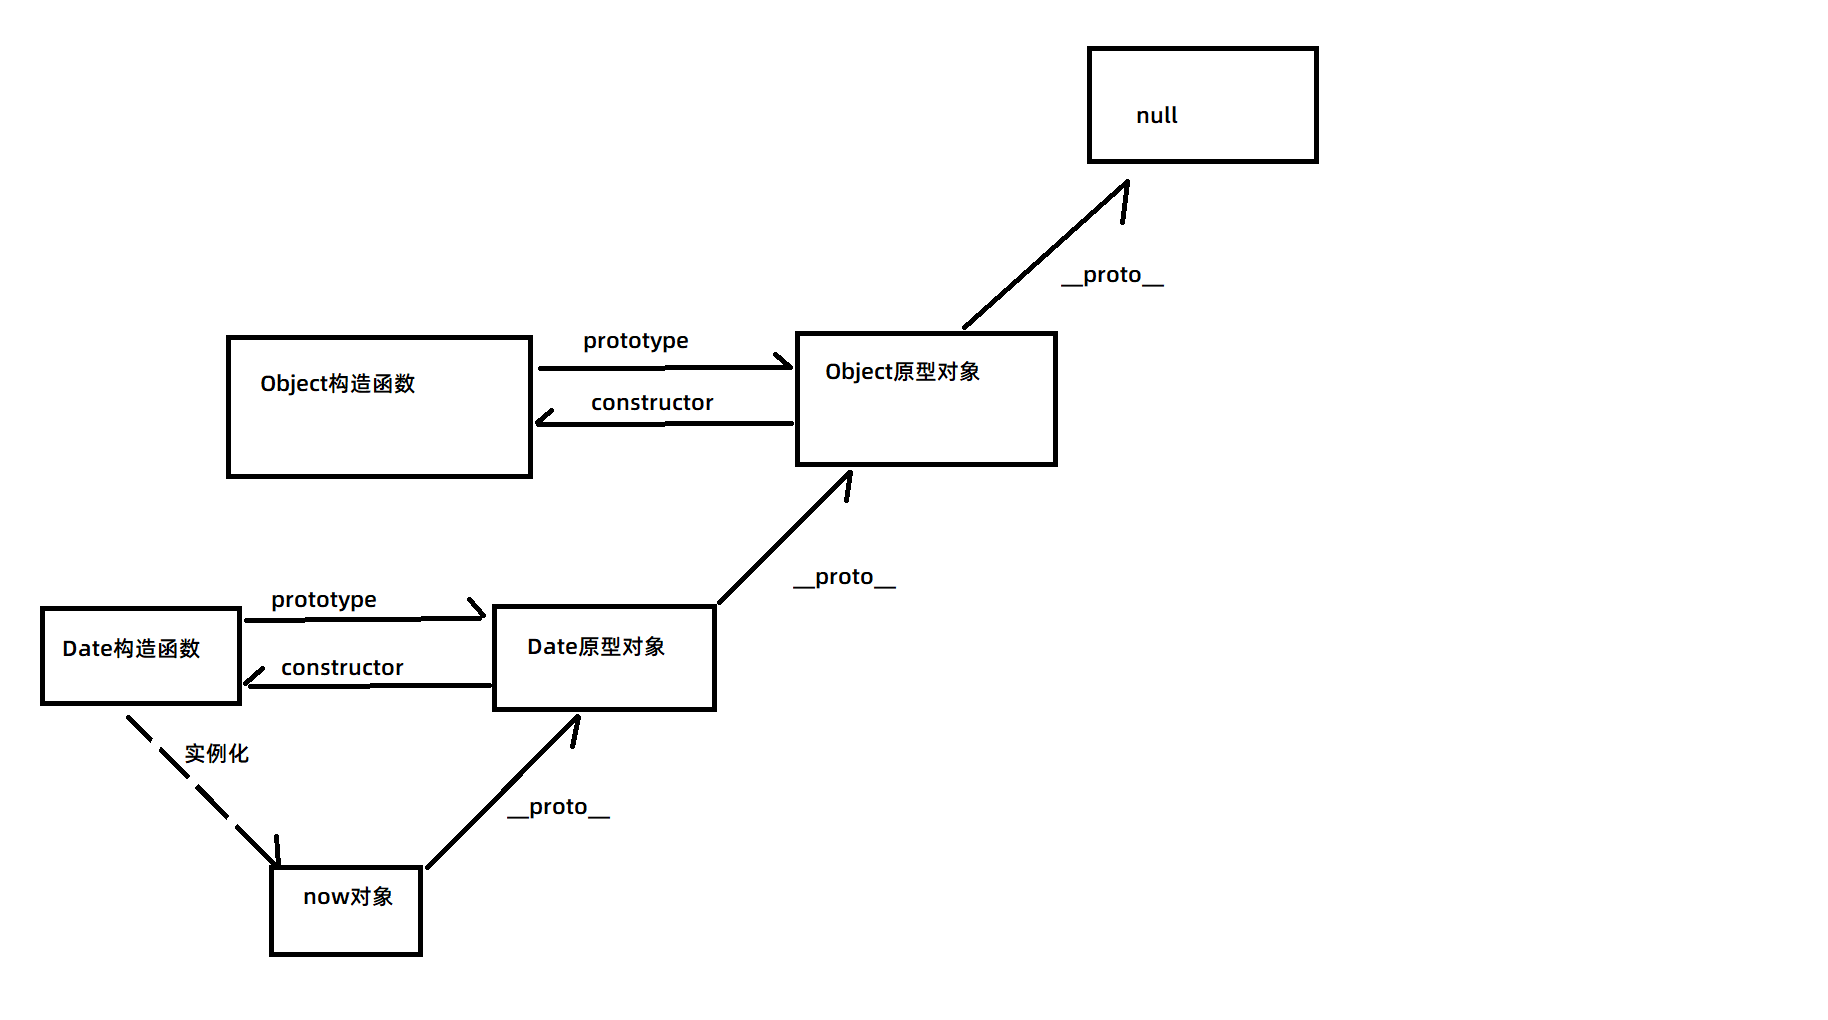 null
__proto__
prototype
Object构造函数
Object原型对象
constructor
__proto__
prototype
Date构造函数
Date原型对象
constructor
实例化
__proto__
now对象